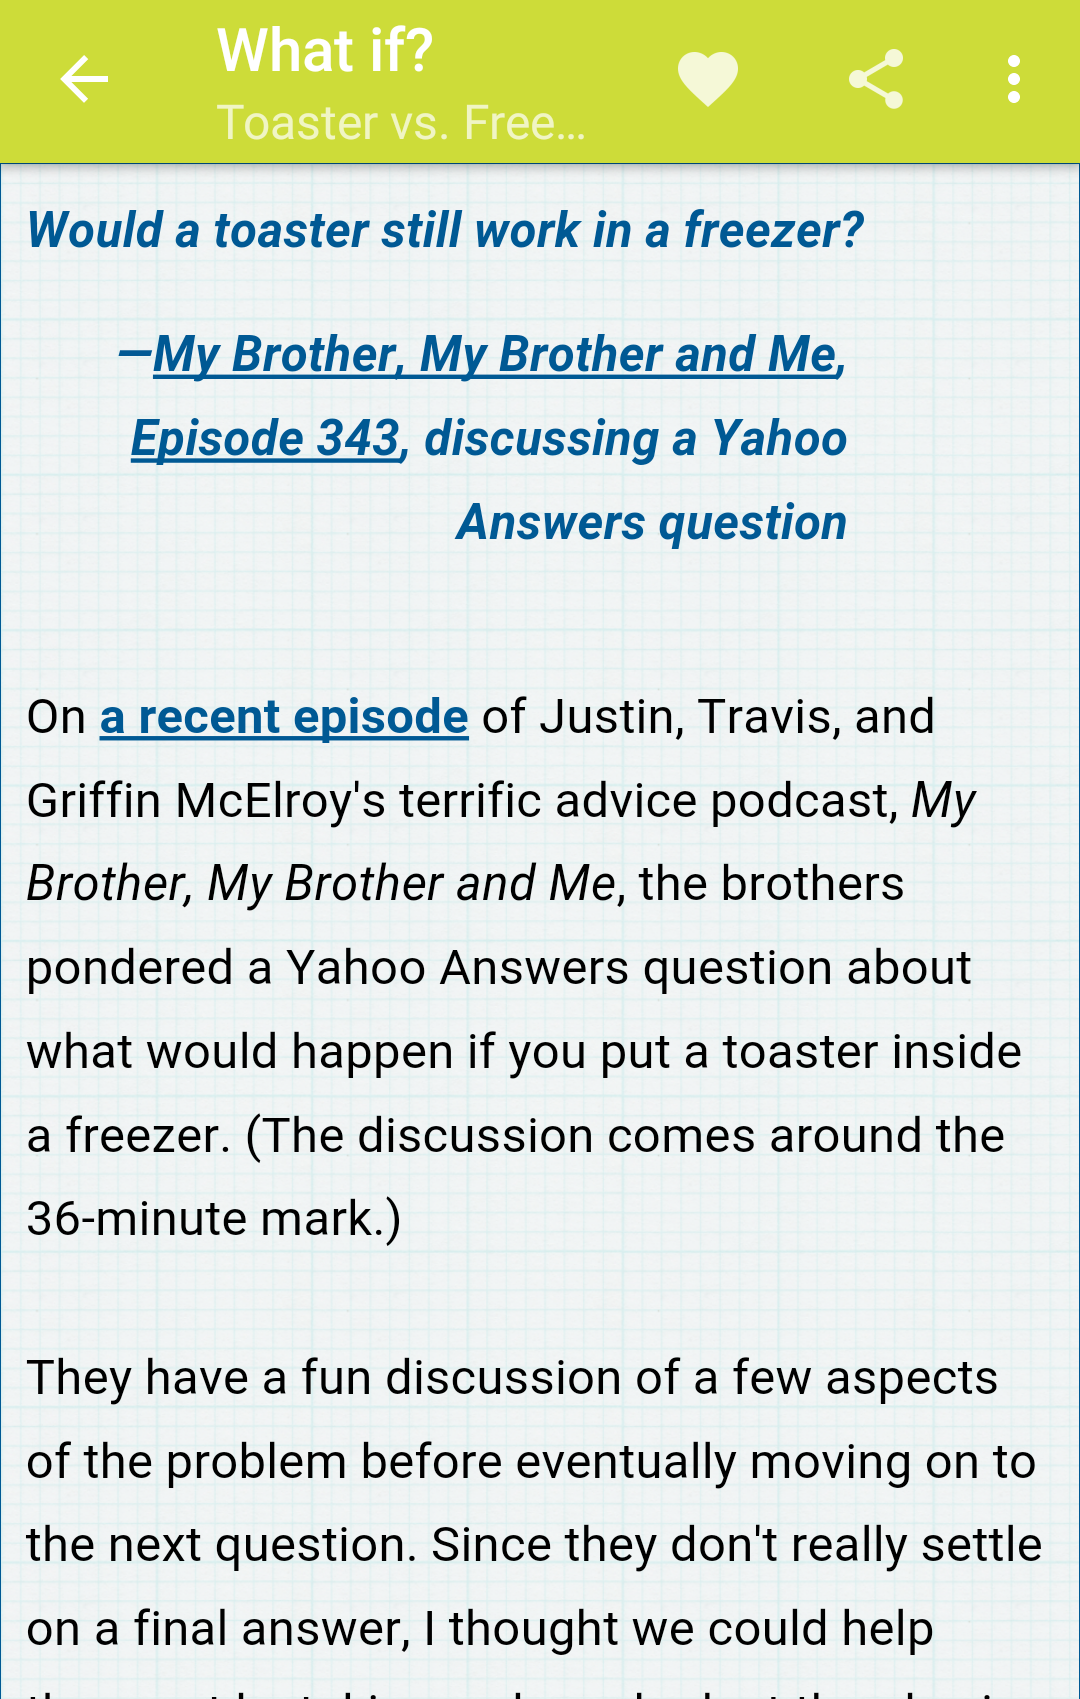 What if?
Toaster vs. Free...
Would a toaster still work in a freezer?
—My Brother, My Brother and Me,
Episode 343, discussing a Yahoo
Answers question
On a recent episode of Justin, Travis, and
Griffin McElroy's terrific advice podcast, My
Brother, My Brother and Me, the brothers
pondered a Yahoo Answers question about
what would happen if you put a toaster inside
a freezer. (The discussion comes around the
36-minute mark.)
They have a fun discussion of a few aspects
of the problem before eventually moving on to
the next question. Since they don't really settle
on a final answer, I thought we could help